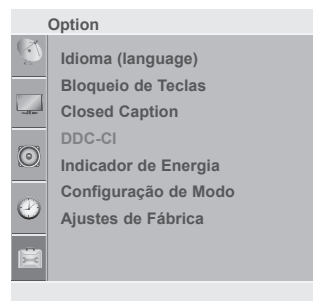 Option
Idioma (language)
Bloqueio de Teclas
Closed Caption
DDC-CI
Indicador de Energia
Configuração de Modo
Ajustes de Fábrica